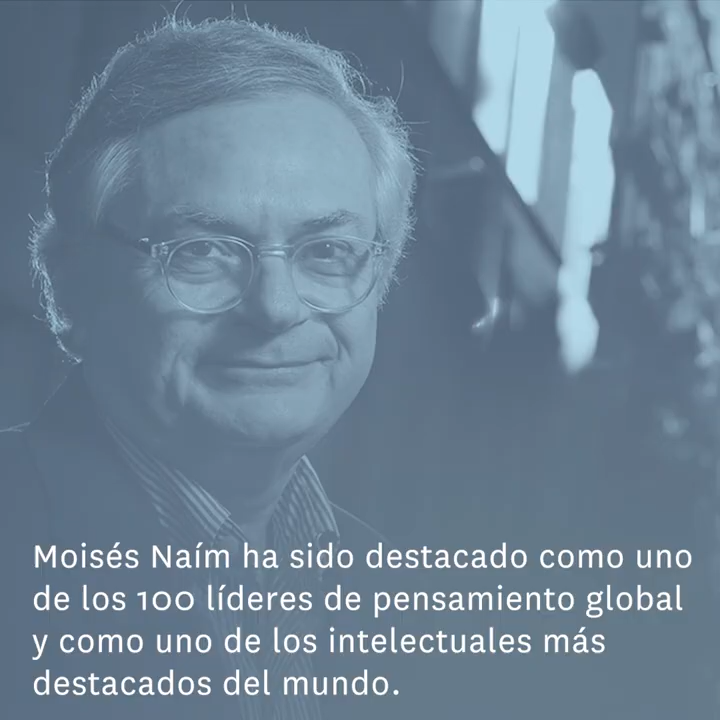 Moisés Naím ha sido destacado como uno
de los 100 líderes de pensamiento global
y como uno de los intelectuales más
destacados del mundo.